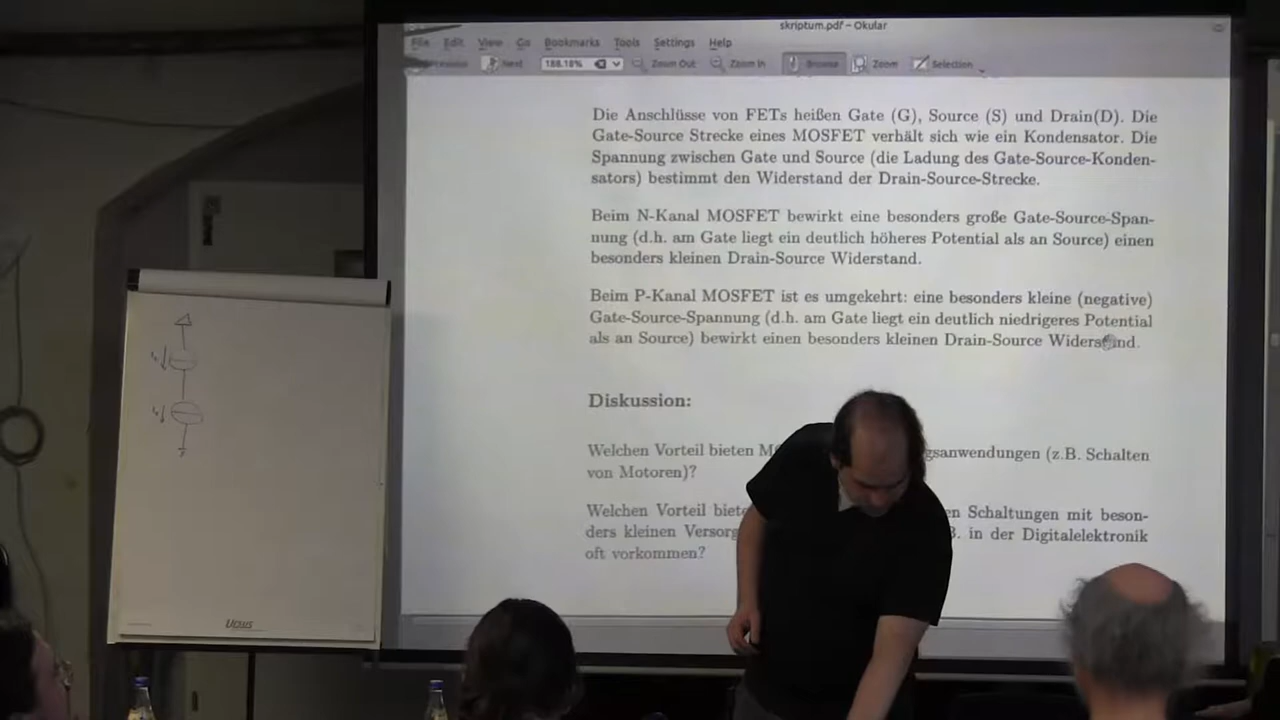 skriptum.pdf – Okular
File Edit View Go Bookmarks Tools Settings Help
Next 188.18% Zoom Out Zoom In Browse Zoom Selection
Die Anschlüsse von FETs heißen Gate (G), Source (S) und Drain(D). Die
Gate-Source Strecke eines MOSFET verhält sich wie ein Kondensator. Die
Spannung zwischen Gate und Source (die Ladung des Gate-Source-Konden-
sators) bestimmt den Widerstand der Drain-Source-Strecke.
Beim N-Kanal MOSFET bewirkt eine besonders große Gate-Source-Span-
nung (d.h. am Gate liegt ein deutlich höheres Potential als an Source) einen
besonders kleinen Drain-Source Widerstand.
Beim P-Kanal MOSFET ist es umgekehrt: eine besonders kleine (negative)
Gate-Source-Spannung (d.h. am Gate liegt ein deutlich niedrigeres Potential
als an Source) bewirkt einen besonders kleinen Drain-Source Widerstand.
Diskussion:
Welchen Vorteil bieten gsanwendungen (z.B. Schalten
von Motoren)?
Welchen Vorteil biete en Schaltungen mit beson-
ders kleinen Versorg B. in der Digitalelektronik
oft vorkommen?